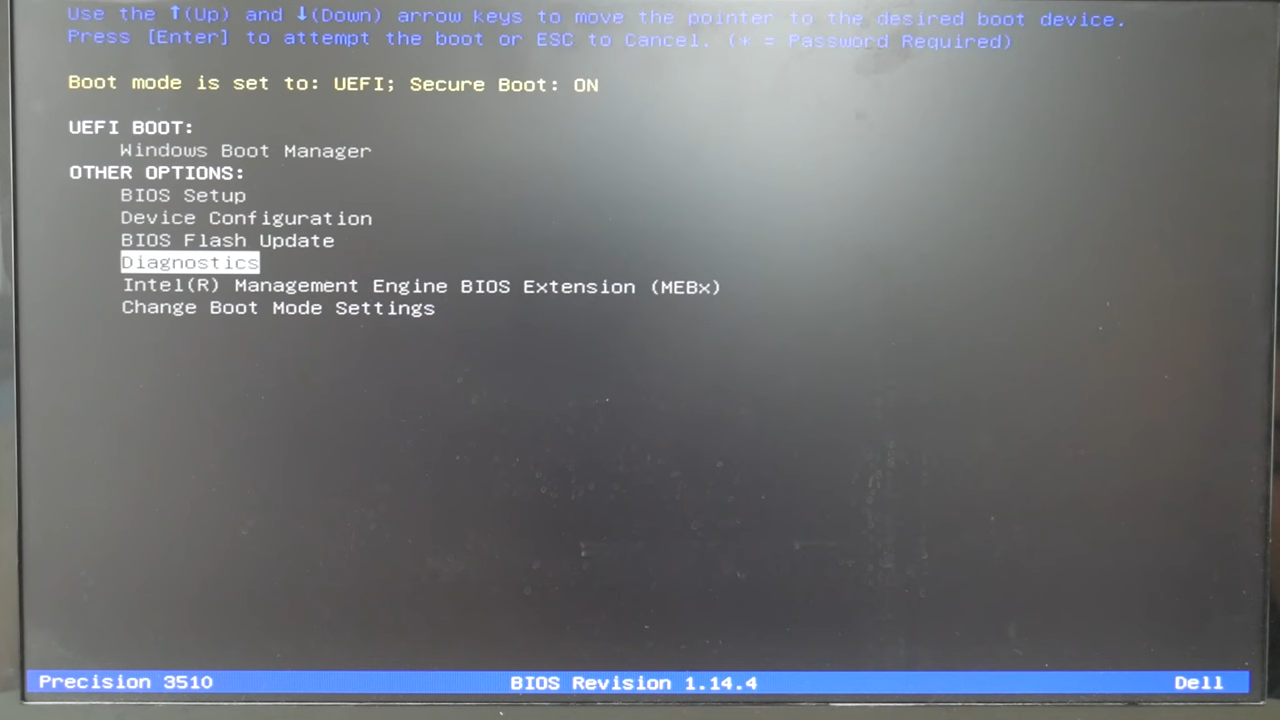 Use the ↑(Up) and ↓(Down) arrow keys to move the pointer to the desired boot device.
Press [Enter] to attempt the boot or ESC to Cancel. (* = Password Required)
Boot mode is set to: UEFI; Secure Boot: ON
UEFI BOOT:
Windows Boot Manager
OTHER OPTIONS:
BIOS Setup
Device Configuration
BIOS Flash Update
Diagnostics
Intel(R) Management Engine BIOS Extension (MEBx)
Change Boot Mode Settings
Precision 3510 BIOS Revision 1.14.4 Dell